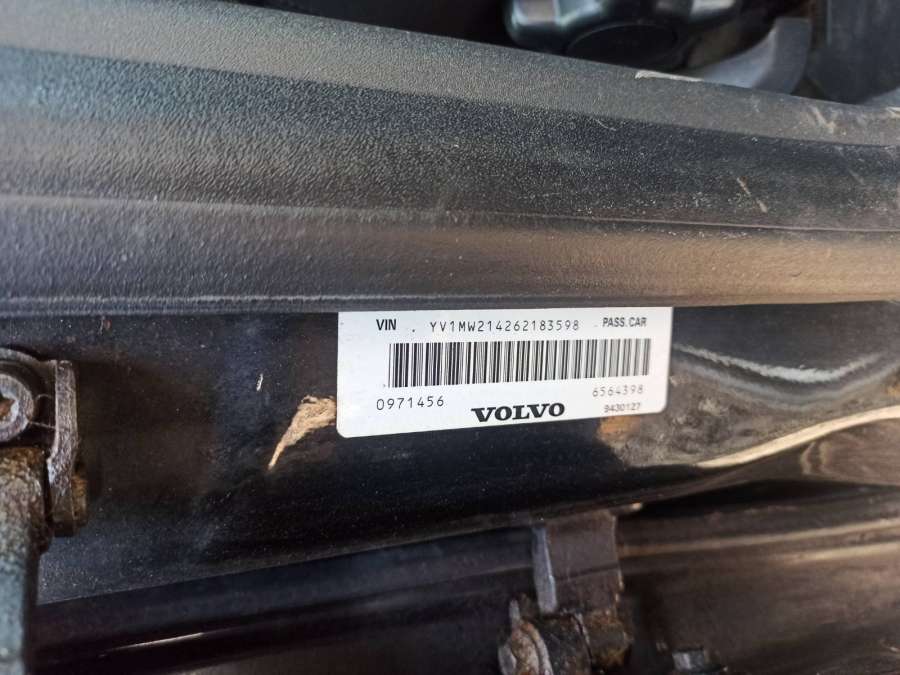 VIN . YV1MW214262183598 . PASS. CAR
0971456 6564398
VOLVO 9430127